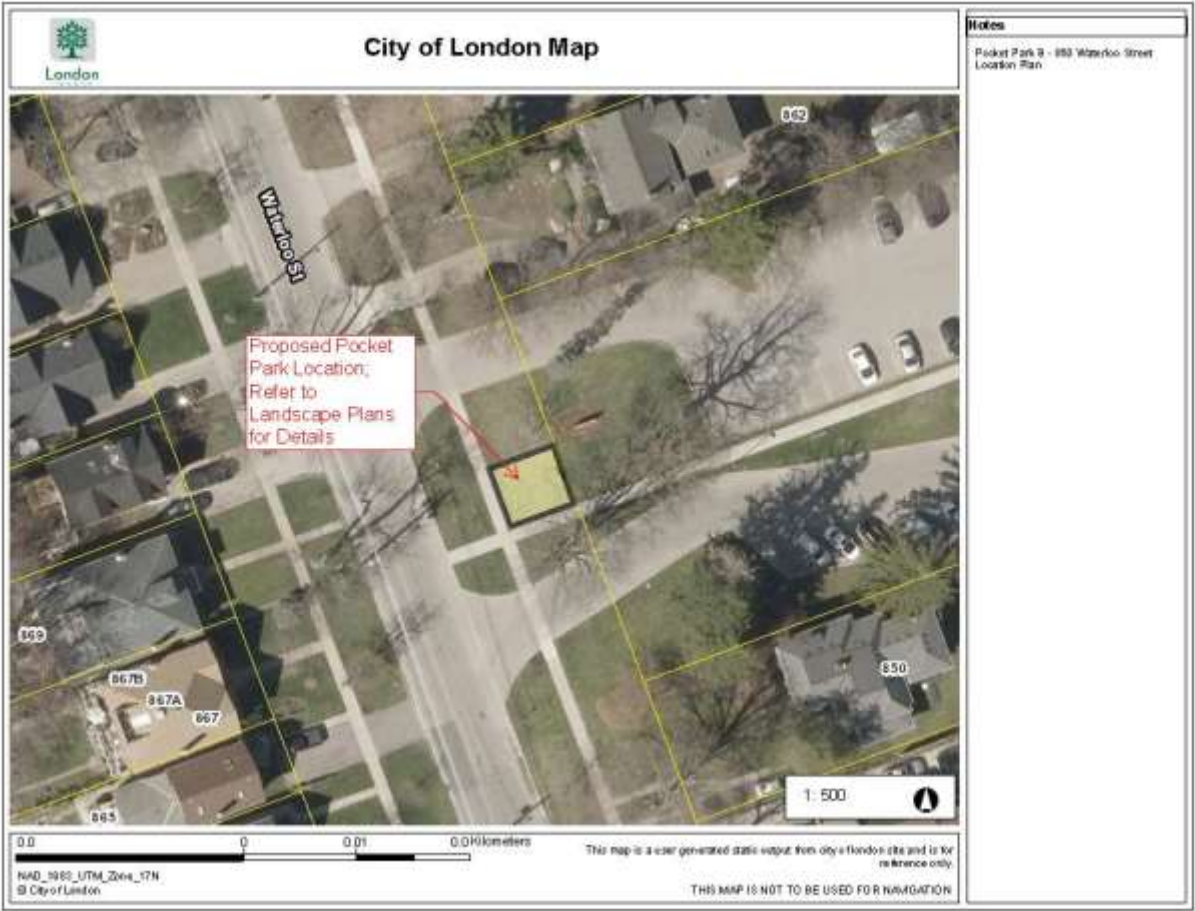 London
City of London Map
Notes
Pocket Park 9 - 850 Waterloo Street
Location Plan
862
Waterloo St
Proposed Pocket
Park Location;
Refer to
Landscape Plans
for Details
869
867B
867A
867
850
865
1: 500
0.0
0
0.01
0.0 Kilometers
NAD_1983_UTM_Zone_17N
© City of London
This map is a user generated static output from city of london site and is for
reference only.
THIS MAP IS NOT TO BE USED FOR NAVIGATION